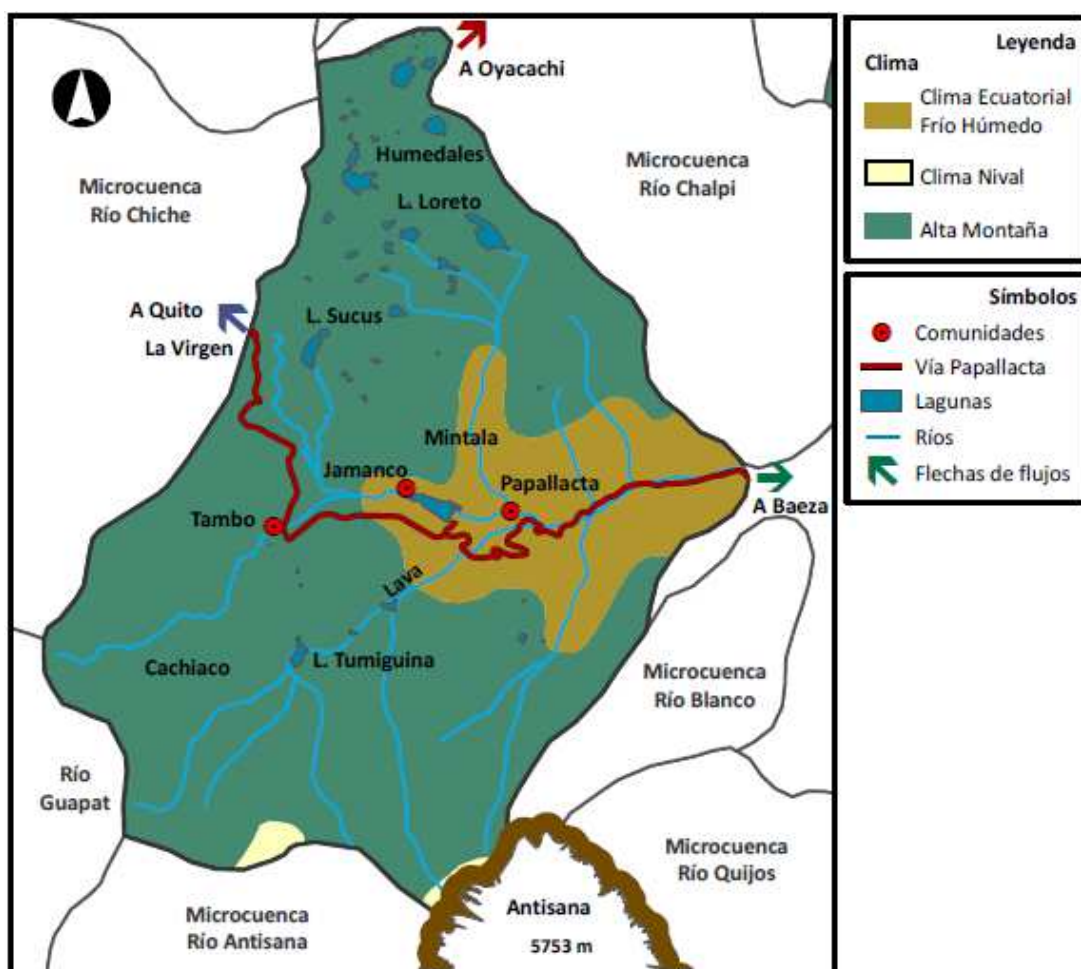 A Oyacachi
Humedales
Microcuenca
Río Chiche
Microcuenca
Río Chalpi
L. Loreto
A Quito
La Virgen
L. Sucus
Mintala
Jamanco
Papallacta
Tambo
A Baeza
Lava
Cachiaco
L. Tumiguina
Microcuenca
Río Blanco
Río
Guapat
Microcuenca
Río Quijos
Microcuenca
Río Antisana
Antisana
5753 m
Leyenda
Clima
Clima Ecuatorial
Frío Húmedo
Clima Nival
Alta Montaña
Símbolos
Comunidades
Vía Papallacta
Lagunas
Ríos
Flechas de flujos